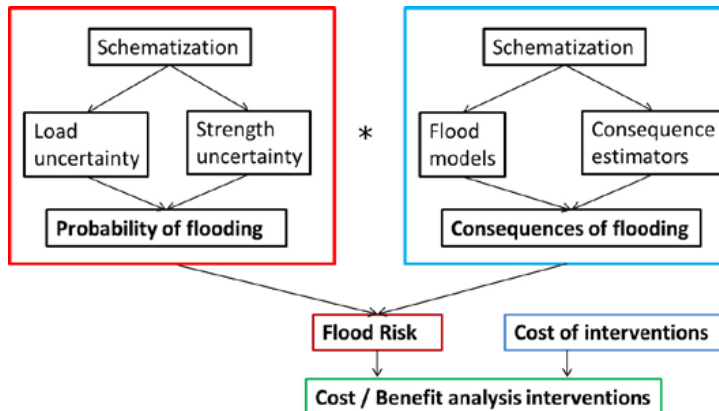 Schematization
Load
uncertainty
Strength
uncertainty
Probability of flooding
*
Schematization
Flood
models
Consequence
estimators
Consequences of flooding
Flood Risk
Cost of interventions
Cost / Benefit analysis interventions